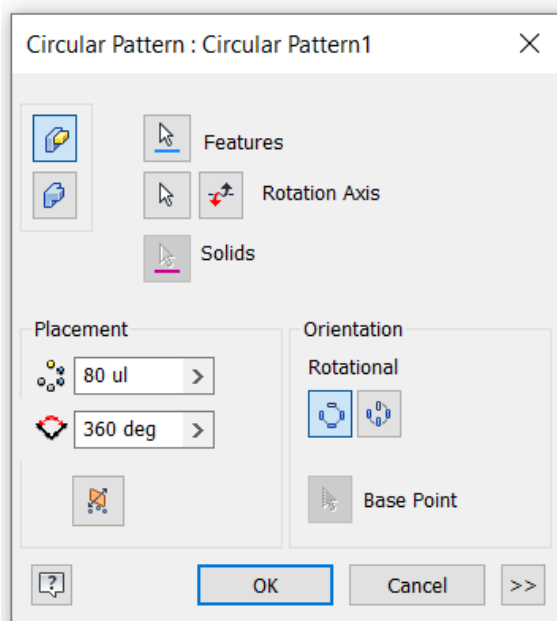 Circular Pattern : Circular Pattern1
Features
Rotation Axis
Solids
Placement
80 ul
360 deg
Orientation
Rotational
Base Point
?
OK
Cancel
>>